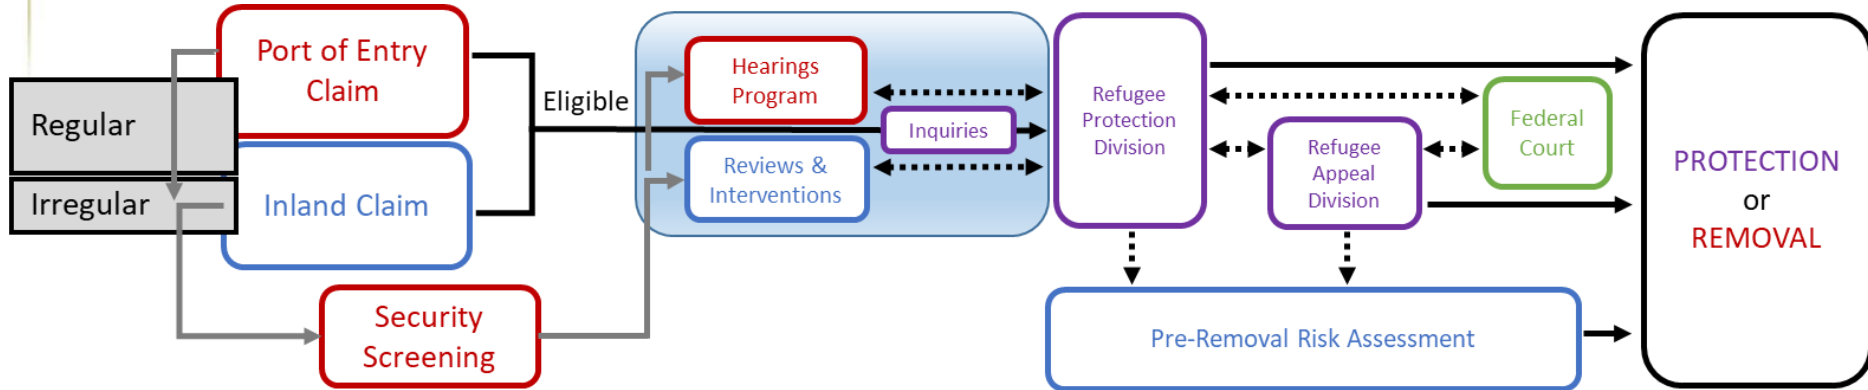 Port of Entry
Claim
Regular
Irregular
Inland Claim
Security
Screening
Eligible
Hearings
Program
Inquiries
Reviews &
Interventions
Refugee
Protection
Division
Refugee
Appeal
Division
Federal
Court
Pre-Removal Risk Assessment
PROTECTION
or
REMOVAL